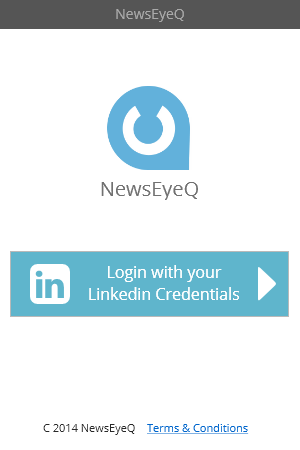 NewsEyeQ
NewsEyeQ
in
Login with your
Linkedin Credentials
C 2014 NewsEyeQ Terms & Conditions